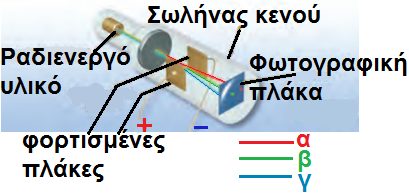 Σωλήνας κενού
Ραδιενεργό
υλικό
Φωτογραφική
πλάκα
+
−
φορτισμένες
πλάκες
α
β
γ